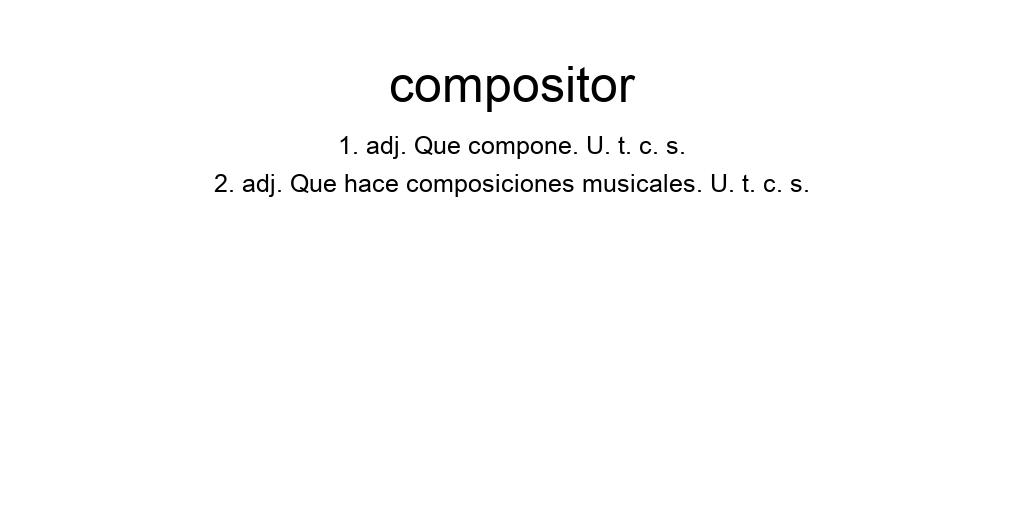 compositor
1. adj. Que compone. U. t. c. s.
2. adj. Que hace composiciones musicales. U. t. c. s.